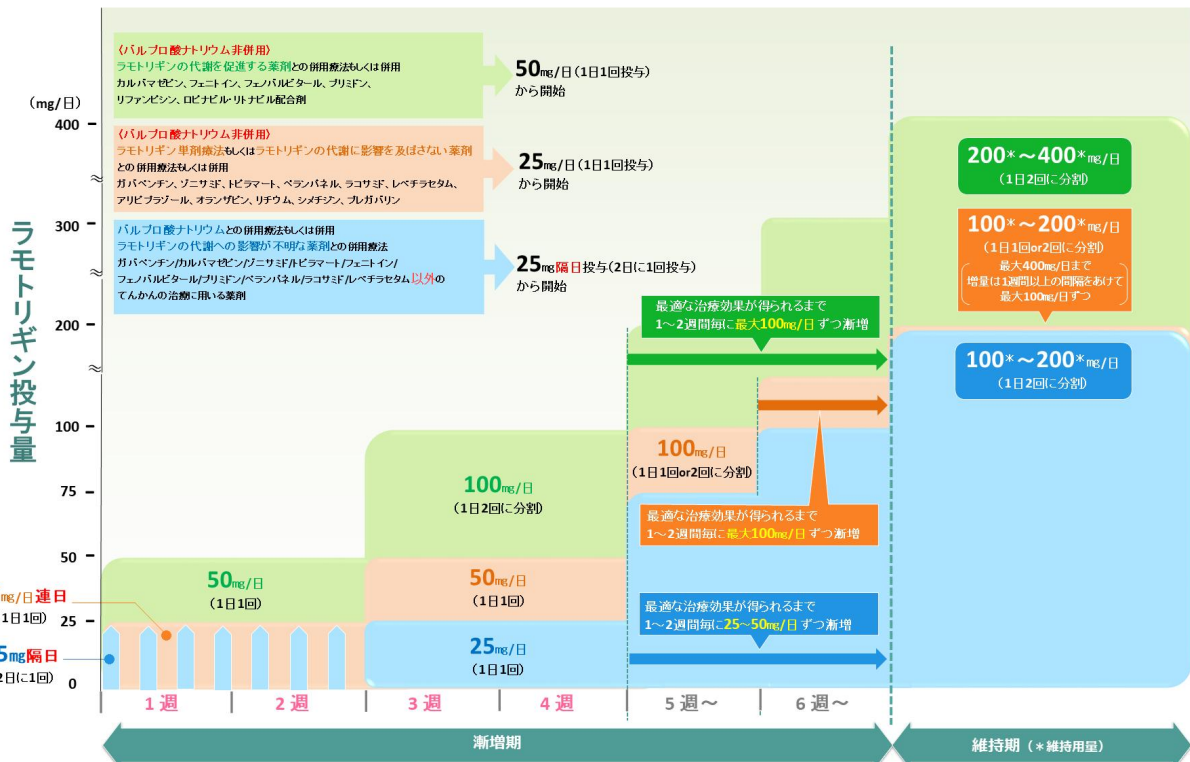 〈バルプロ酸ナトリウム非併用〉
ラモトリギンの代謝を促進する薬剤との併用療法もしくは併用
カルバマゼピン、フェニトイン、フェノバルビタール、プリミドン、
リファンピシン、ロピナビル・リトナビル配合剤
50mg/日(1日1回投与)
から開始
〈バルプロ酸ナトリウム非併用〉
ラモトリギン単剤療法もしくはラモトリギンの代謝に影響を及ぼさない薬剤
との併用療法もしくは併用
ガバペンチン、ゾニサミド、トピラマート、ペランパネル、ラコサミド、レベチラセタム、
アリピプラゾール、オランザピン、リチウム、シメチジン、プレガバリン
25mg/日(1日1回投与)
から開始
バルプロ酸ナトリウムとの併用療法もしくは併用
ラモトリギンの代謝への影響が不明な薬剤との併用療法
ガバペンチン/カルバマゼピン/ゾニサミド/トピラマート/フェニトイン/
フェノバルビタール/プリミドン/ペランパネル/ラコサミド/レベチラセタム以外の
てんかんの治療に用いる薬剤
25mg隔日投与(2日に1回投与)
から開始
ラモトリギン投与量
(mg/日)
400
300
200
100
75
50
25
0
mg/日連日
1日1回)
5mg隔日
2日に1回)
50mg/日
(1日1回)
100mg/日
(1日2回に分割)
50mg/日
(1日1回)
25mg/日
(1日1回)
最適な治療効果が得られるまで
1～2週間毎に最大100mg/日ずつ漸増
100mg/日
(1日1回or2回に分割)
最適な治療効果が得られるまで
1～2週間毎に最大100mg/日ずつ漸増
最適な治療効果が得られるまで
1～2週間毎に25～50mg/日ずつ漸増
200*～400*mg/日
(1日2回に分割)
100*～200*mg/日
(1日1回or2回に分割)
最大400mg/日まで
増量は1週間以上の間隔をあけて
最大100mg/日ずつ
100*～200*mg/日
(1日2回に分割)
1週
2週
3週
4週
5週～
6週～
漸増期
維持期(*維持用量)